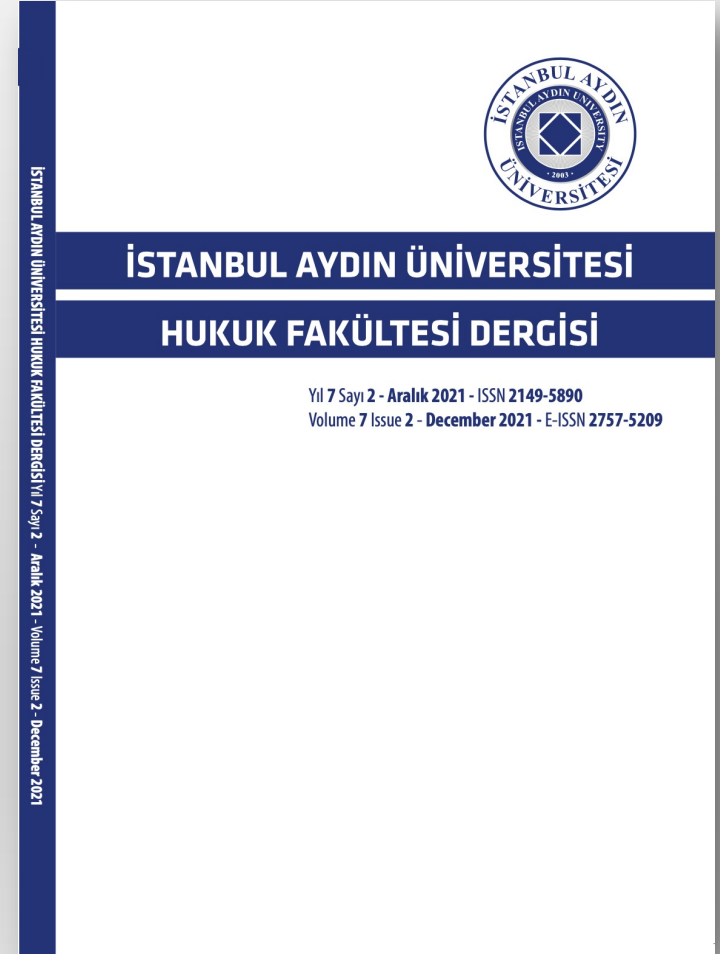 İSTANBUL AYDIN ÜNİVERSİTESİ
ISTANBUL AYDIN UNIVERSITY
· 2003 ·
İSTANBUL AYDIN ÜNİVERSİTESİ
HUKUK FAKÜLTESİ DERGİSİ
Yıl 7 Sayı 2 - Aralık 2021 - ISSN 2149-5890
Volume 7 Issue 2 - December 2021 - E-ISSN 2757-5209
İSTANBUL AYDIN ÜNİVERSİTESİ HUKUK FAKÜLTESİ DERGİSİ Yıl 7 Sayı 2 - Aralık 2021 - Volume 7 Issue 2 - December 2021